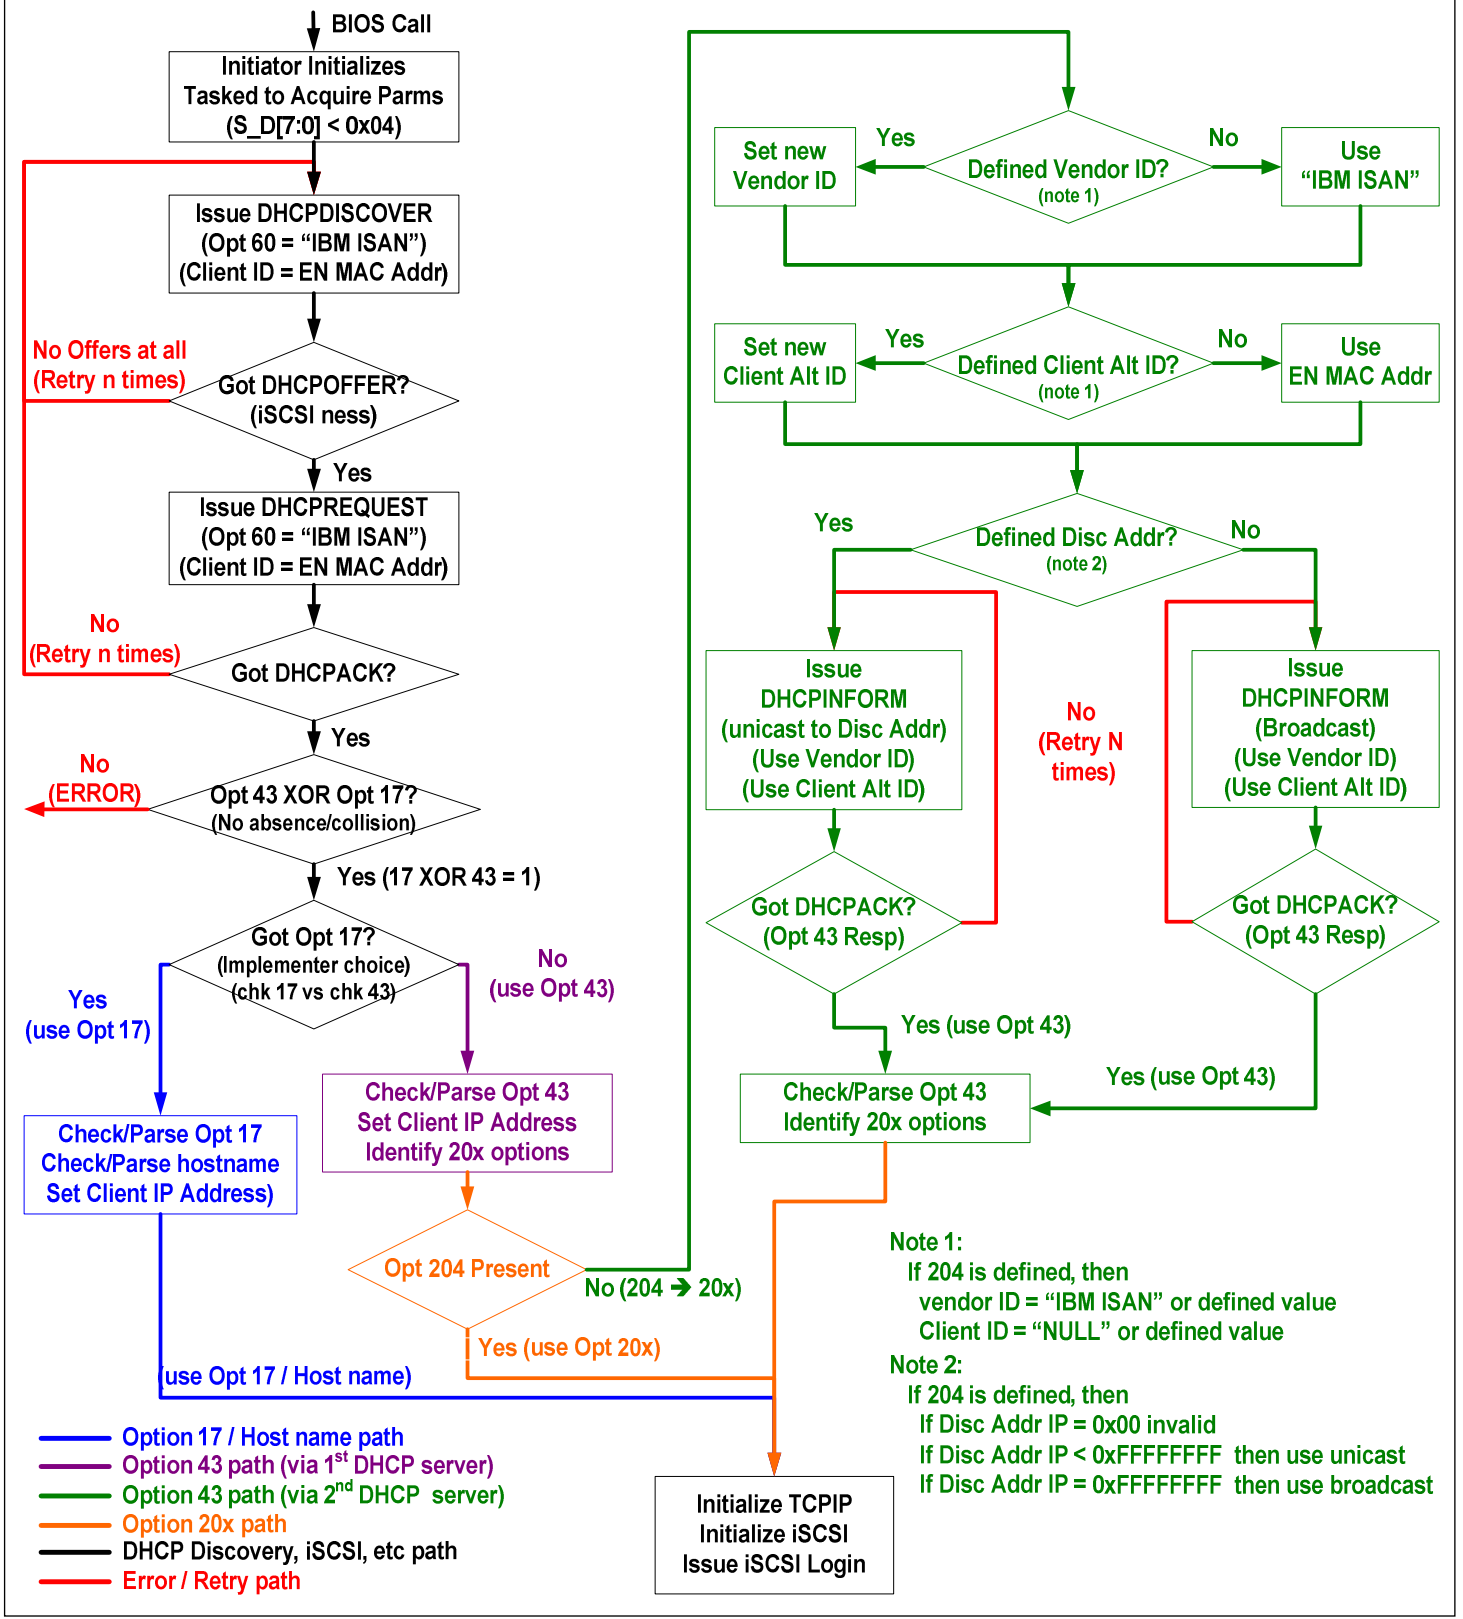 BIOS Call
Initiator Initializes
Tasked to Acquire Parms
(S_D[7:0] < 0x04)
Issue DHCPDISCOVER
(Opt 60 = “IBM ISAN”)
(Client ID = EN MAC Addr)
No Offers at all
(Retry n times)
Got DHCPOFFER?
(iSCSI ness)
Yes
Issue DHCPREQUEST
(Opt 60 = “IBM ISAN”)
(Client ID = EN MAC Addr)
No
(Retry n times)
Got DHCPACK?
Yes
No
(ERROR)
Opt 43 XOR Opt 17?
(No absence/collision)
Yes (17 XOR 43 = 1)
Got Opt 17?
(Implementer choice)
(chk 17 vs chk 43)
Yes
(use Opt 17)
No
(use Opt 43)
Check/Parse Opt 17
Check/Parse hostname
Set Client IP Address)
Check/Parse Opt 43
Set Client IP Address
Identify 20x options
Opt 204 Present
No (204 ➔ 20x)
Yes (use Opt 20x)
(use Opt 17 / Host name)
Defined Vendor ID?
(note 1)
Yes
No
Set new
Vendor ID
Use
“IBM ISAN”
Defined Client Alt ID?
(note 1)
Yes
No
Set new
Client Alt ID
Use
EN MAC Addr
Defined Disc Addr?
(note 2)
Yes
No
Issue
DHCPINFORM
(unicast to Disc Addr)
(Use Vendor ID)
(Use Client Alt ID)
No
(Retry N
times)
Issue
DHCPINFORM
(Broadcast)
(Use Vendor ID)
(Use Client Alt ID)
Got DHCPACK?
(Opt 43 Resp)
Got DHCPACK?
(Opt 43 Resp)
Yes (use Opt 43)
Yes (use Opt 43)
Check/Parse Opt 43
Identify 20x options
Note 1:
If 204 is defined, then
vendor ID = “IBM ISAN” or defined value
Client ID = “NULL” or defined value
Note 2:
If 204 is defined, then
If Disc Addr IP = 0x00 invalid
If Disc Addr IP < 0xFFFFFFFF then use unicast
If Disc Addr IP = 0xFFFFFFFF then use broadcast
Initialize TCPIP
Initialize iSCSI
Issue iSCSI Login
Option 17 / Host name path
Option 43 path (via 1st DHCP server)
Option 43 path (via 2nd DHCP server)
Option 20x path
DHCP Discovery, iSCSI, etc path
Error / Retry path